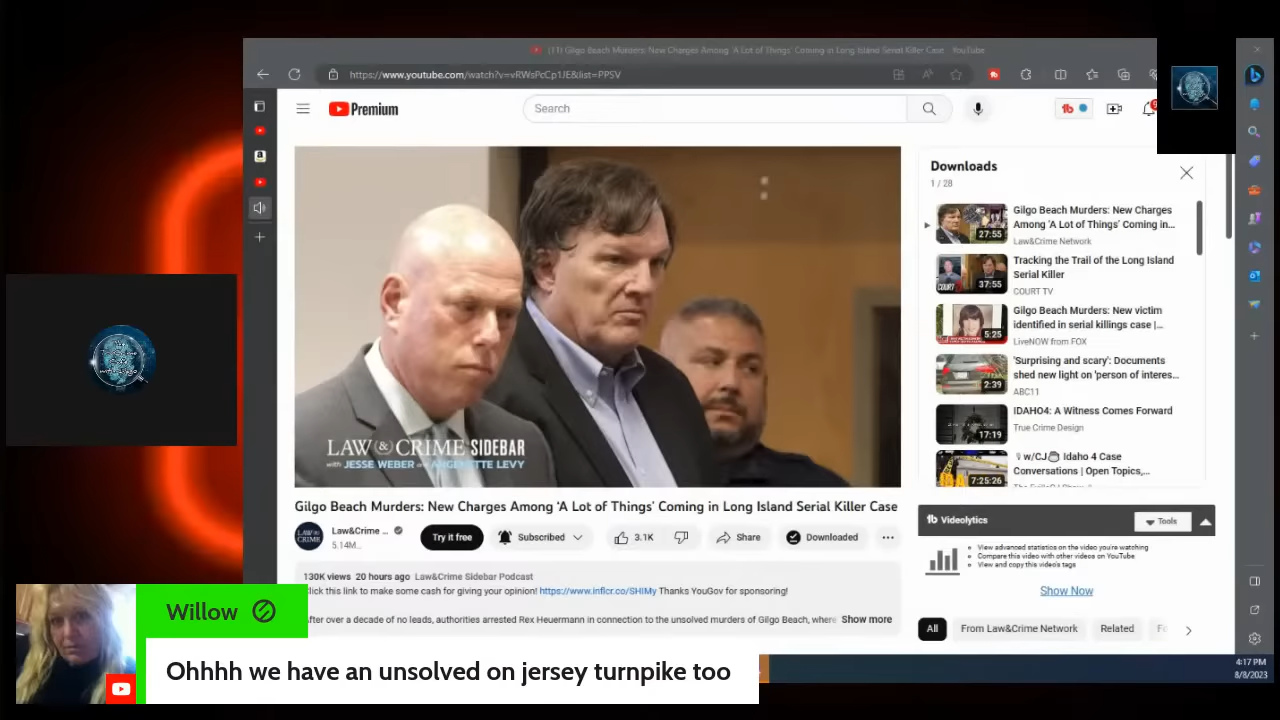 (11) Gilgo Beach Murders: New Charges Among 'A Lot of Things' Coming in Long Island Serial Killer Case - YouTube
https://www.youtube.com/watch?v=vRWsPcCp1JE&list=PPSV
Premium
Search
Downloads
1 / 28
Gilgo Beach Murders: New Charges
Among 'A Lot of Things' Coming in...
27:55
Law&Crime Network
Tracking the Trail of the Long Island
Serial Killer
COURT
37:55
COURT TV
Gilgo Beach Murders: New victim
identified in serial killings case |...
5:25
LiveNOW from FOX
'Surprising and scary': Documents
shed new light on 'person of interes...
2:39
ABC11
IDAHO4: A Witness Comes Forward
17:19
True Crime Design
w/CJ Idaho 4 Case
Conversations | Open Topics,...
7:25:26
LAW & CRIME SIDEBAR
with JESSE WEBER and ANGENETTE LEVY
Gilgo Beach Murders: New Charges Among 'A Lot of Things' Coming in Long Island Serial Killer Case
LAW&
CRIME
Law&Crime ...
5.14M...
Try it free
Subscribed
3.1K
Share
Downloaded
130K views 20 hours ago Law&Crime Sidebar Podcast
lick this link to make some cash for giving your opinion! https://www.inflcr.co/SHIMy Thanks YouGov for sponsoring!
fter over a decade of no leads, authorities arrested Rex Heuermann in connection to the unsolved murders of Gilgo Beach, where Show more
tb Videolytics
Tools
View advanced statistics on the video you're watching
Compare this video with other videos on YouTube
View and copy this video's tags
Show Now
All
From Law&Crime Network
Related
Fo
4:17 PM
8/8/2023
Willow
Ohhhh we have an unsolved on jersey turnpike too